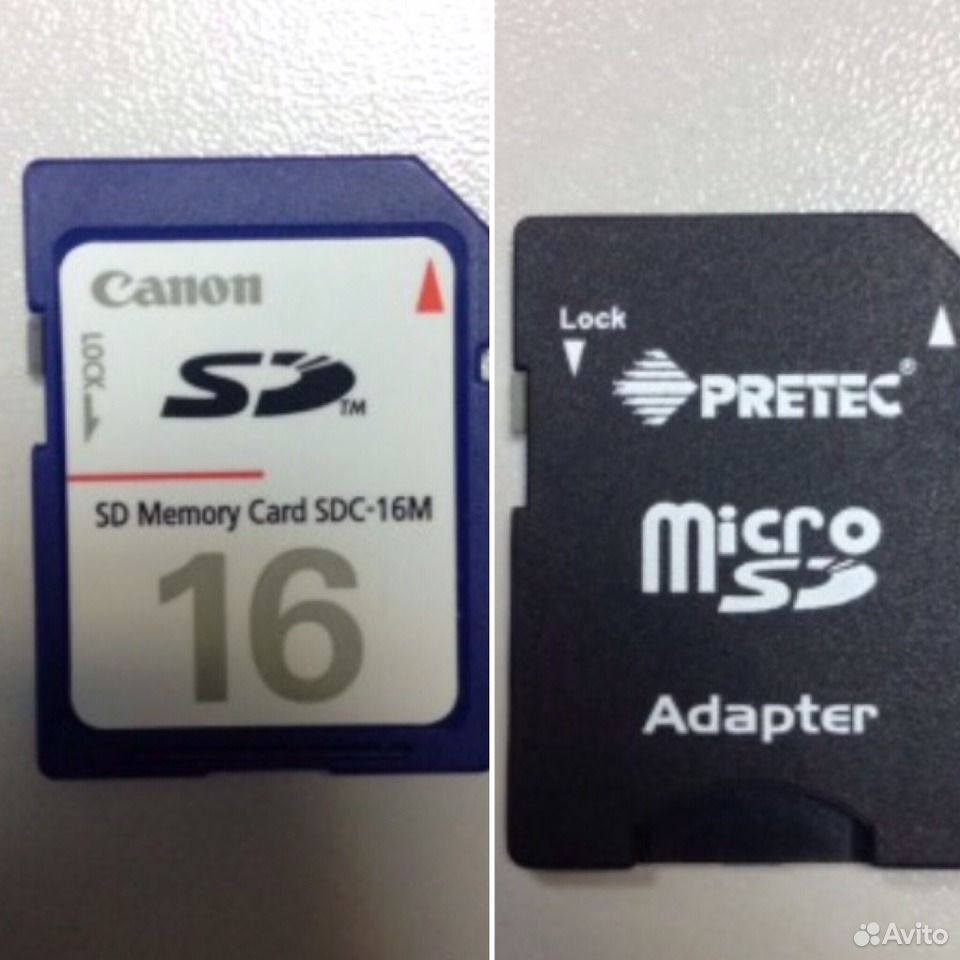 Canon
LOCK
SD
TM
SD Memory Card SDC-16M
16
Lock
PRETEC®
Micro
SD
Adapter
Avito